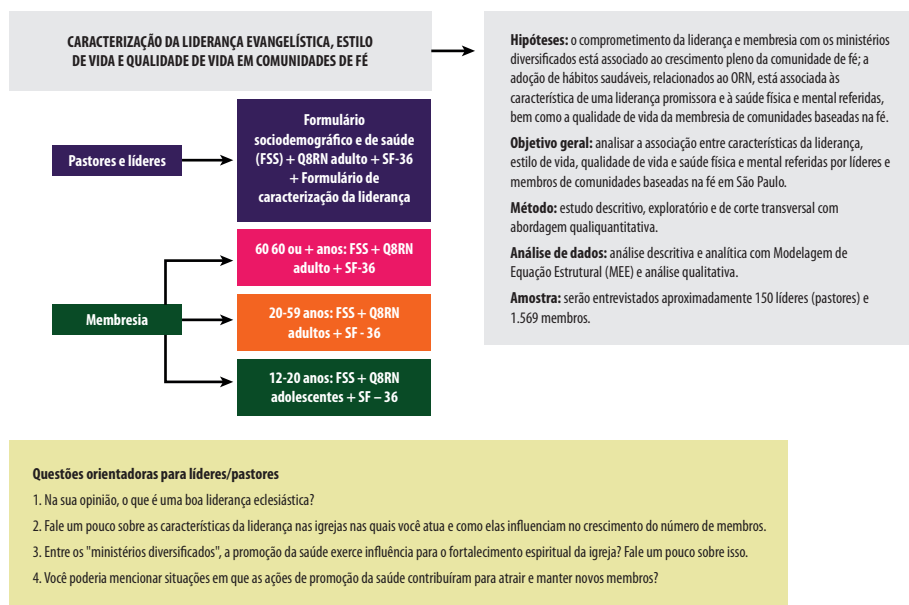 CARACTERIZAÇÃO DA LIDERANÇA EVANGELÍSTICA, ESTILO
DE VIDA E QUALIDADE DE VIDA EM COMUNIDADES DE FÉ
Pastores e líderes
Formulário
sociodemográfico e de saúde
(FSS) + Q8RN adulto + SF-36
+ Formulário de
caracterização da liderança
Membresia
60 60 ou + anos: FSS + Q8RN
adulto + SF-36
20-59 anos: FSS + Q8RN
adultos + SF - 36
12-20 anos: FSS + Q8RN
adolescentes + SF – 36
Hipóteses: o comprometimento da liderança e membresia com os ministérios
diversificados está associado ao crescimento pleno da comunidade de fé; a
adoção de hábitos saudáveis, relacionados ao ORN, está associada às
característica de uma liderança promissora e à saúde física e mental referidas,
bem como a qualidade de vida da membresia de comunidades baseadas na fé.
Objetivo geral: analisar a associação entre características da liderança,
estilo de vida, qualidade de vida e saúde física e mental referidas por líderes e
membros de comunidades baseadas na fé em São Paulo.
Método: estudo descritivo, exploratório e de corte transversal com
abordagem qualiquantitativa.
Análise de dados: análise descritiva e analítica com Modelagem de
Equação Estrutural (MEE) e análise qualitativa.
Amostra: serão entrevistados aproximadamente 150 líderes (pastores) e
1.569 membros.
Questões orientadoras para líderes/pastores
1. Na sua opinião, o que é uma boa liderança eclesiástica?
2. Fale um pouco sobre as características da liderança nas igrejas nas quais você atua e como elas influenciam no crescimento do número de membros.
3. Entre os "ministérios diversificados", a promoção da saúde exerce influência para o fortalecimento espiritual da igreja? Fale um pouco sobre isso.
4. Você poderia mencionar situações em que as ações de promoção da saúde contribuíram para atrair e manter novos membros?